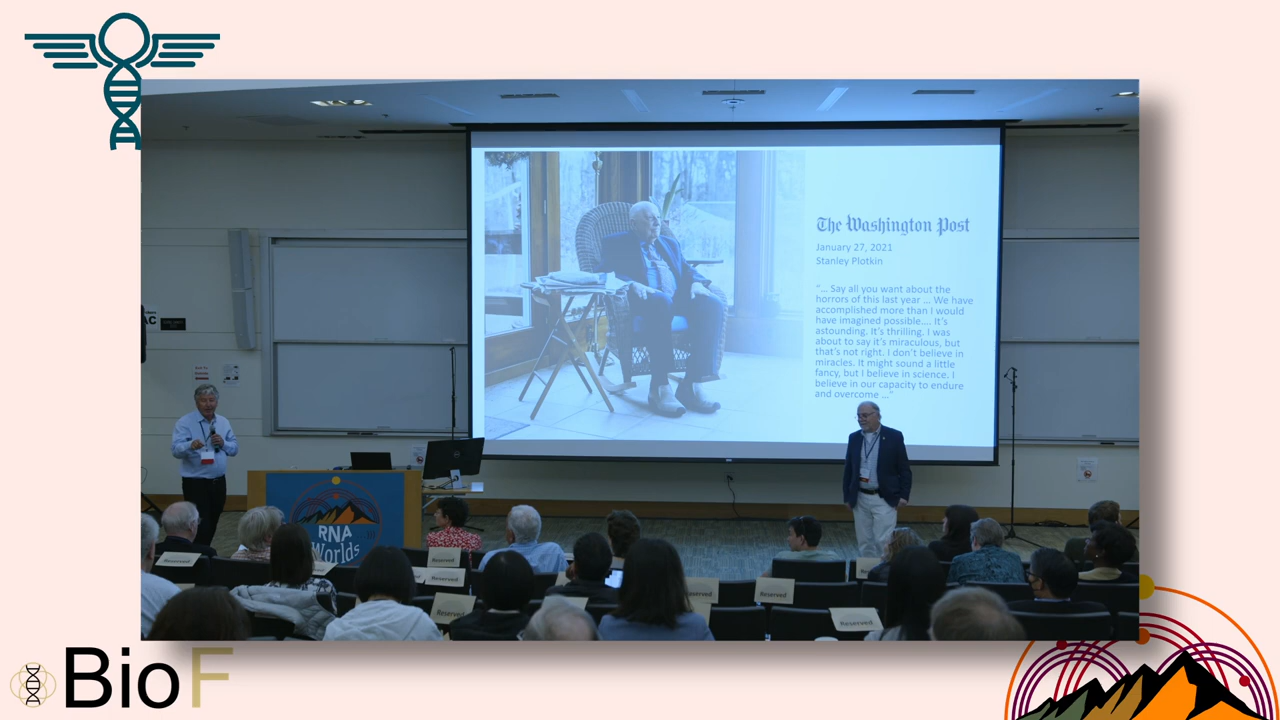 The Washington Post
January 27, 2021
Stanley Plotkin
“... Say all you want about the
horrors of this last year ... We have
accomplished more than I would
have imagined possible.... It’s
astounding. It’s thrilling. I was
about to say it’s miraculous, but
that’s not right. I don’t believe in
miracles. It might sound a little
fancy, but I believe in science. I
believe in our capacity to endure
and overcome ...”
AC
RNA
Worlds
Reserved
Reserved
Reserved
Reserved
Reserved
Reserved
BioF